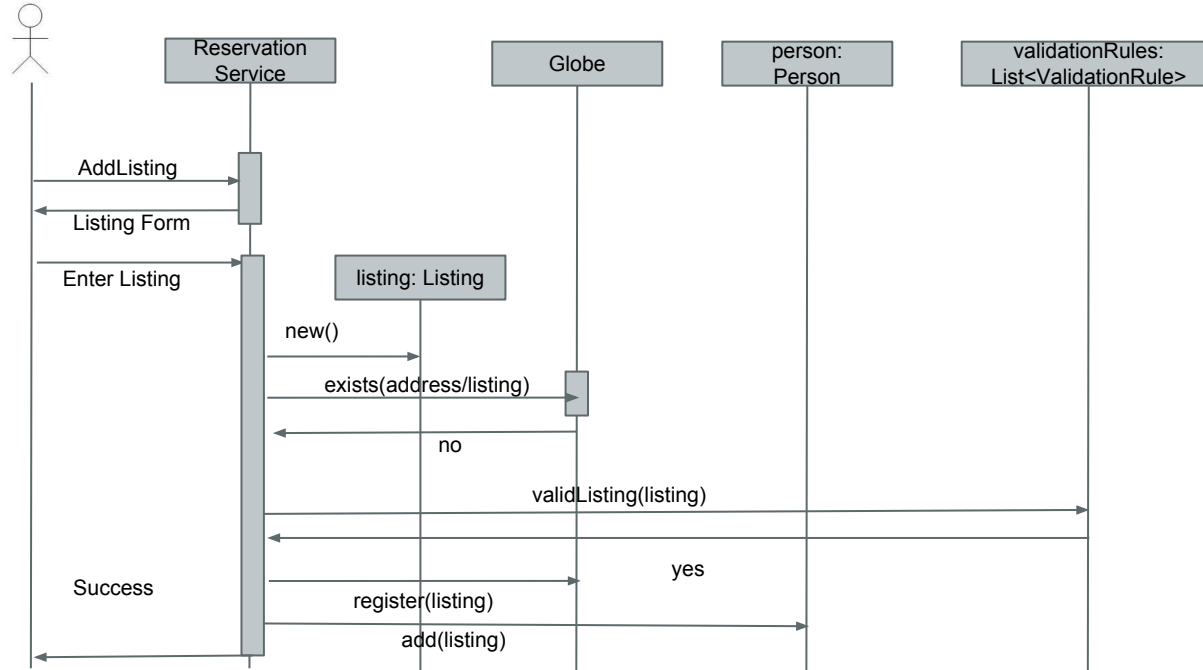 Reservation
Service
Globe
person:
Person
validationRules:
List<ValidationRule>
AddListing
Listing Form
Enter Listing
listing: Listing
new()
exists(address/listing)
no
validListing(listing)
yes
Success
register(listing)
add(listing)